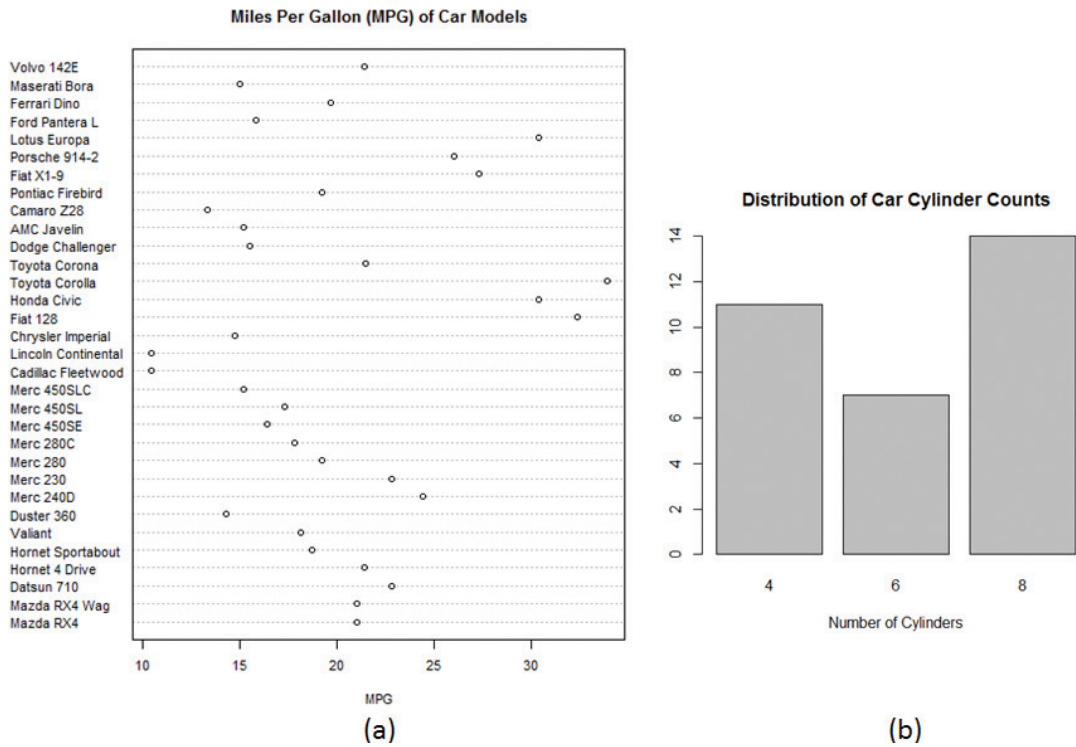 Miles Per Gallon (MPG) of Car Models
Volvo 142E
Maserati Bora
Ferrari Dino
Ford Pantera L
Lotus Europa
Porsche 914-2
Fiat X1-9
Pontiac Firebird
Camaro Z28
AMC Javelin
Dodge Challenger
Toyota Corona
Toyota Corolla
Honda Civic
Fiat 128
Chrysler Imperial
Lincoln Continental
Cadillac Fleetwood
Merc 450SLC
Merc 450SL
Merc 450SE
Merc 280C
Merc 280
Merc 230
Merc 240D
Duster 360
Valiant
Hornet Sportabout
Hornet 4 Drive
Datsun 710
Mazda RX4 Wag
Mazda RX4
10 15 20 25 30
MPG
(a)
Distribution of Car Cylinder Counts
14
12
10
8
6
4
2
0
4 6 8
Number of Cylinders
(b)